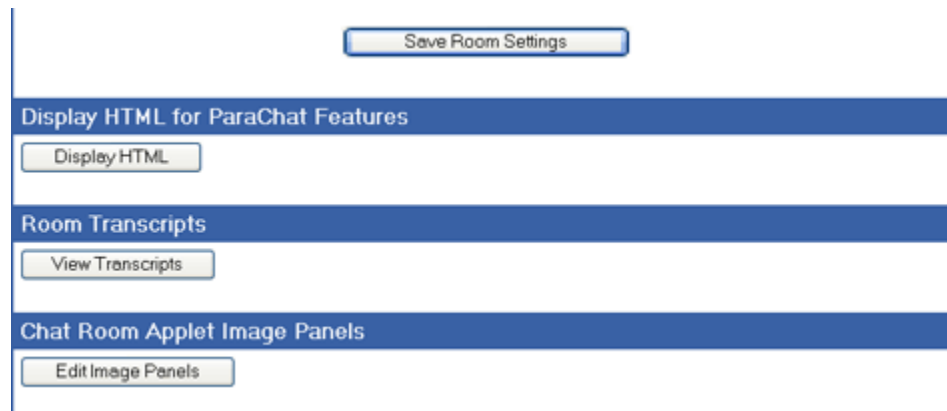 Save Room Settings
Display HTML for ParaChat Features
Display HTML
Room Transcripts
View Transcripts
Chat Room Applet Image Panels
Edit Image Panels